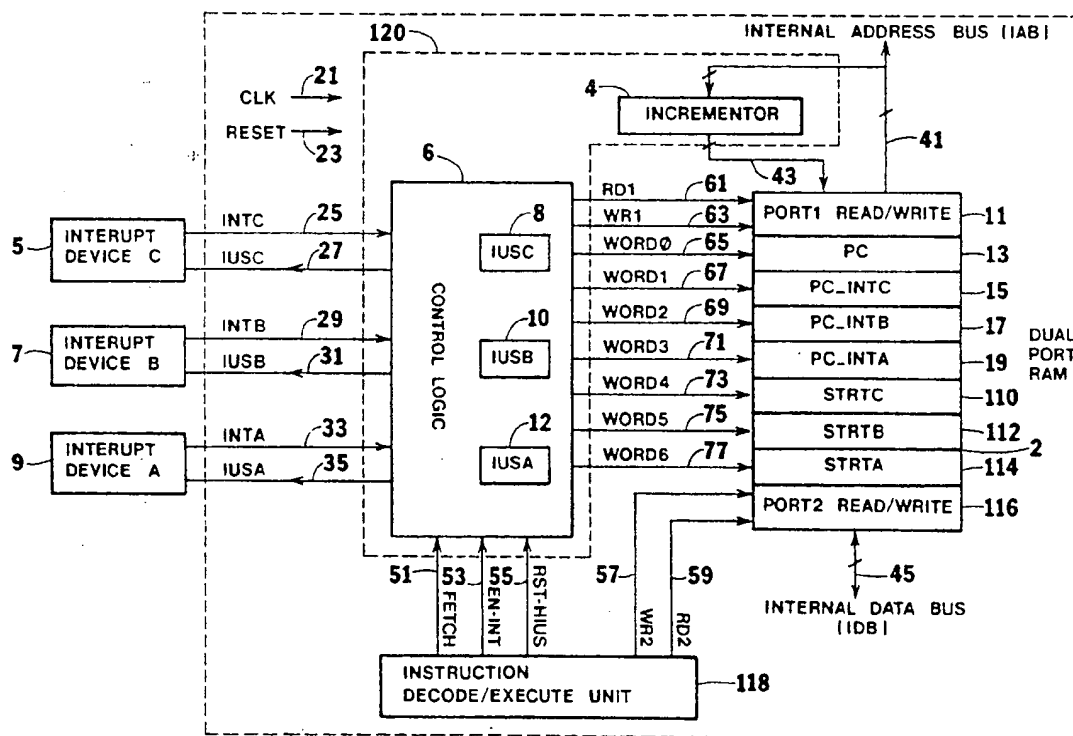 INTERNAL ADDRESS BUS [IAB]
120
CLK
21
RESET
23
4
INCREMENTOR
41
43
6
CONTROL LOGIC
8
IUSC
10
IUSB
12
IUSA
5
INTERUPT
DEVICE C
INTC
25
IUSC
27
7
INTERUPT
DEVICE B
INTB
29
IUSB
31
9
INTERUPT
DEVICE A
INTA
33
IUSA
35
RD1
61
WR1
63
WORDØ
65
WORD1
67
WORD2
69
WORD3
71
WORD4
73
WORD5
75
WORD6
77
PORT1 READ/WRITE
11
PC
13
PC_INTC
15
PC_INTB
17
PC_INTA
19
STRTC
110
STRTB
112
2
STRTA
114
PORT2 READ/WRITE
116
DUAL
PORT
RAM
51
FETCH
53
EN-INT
55
RST-HIUS
57
WR2
59
RD2
45
INTERNAL DATA BUS
[IDB]
INSTRUCTION
DECODE/EXECUTE UNIT
118